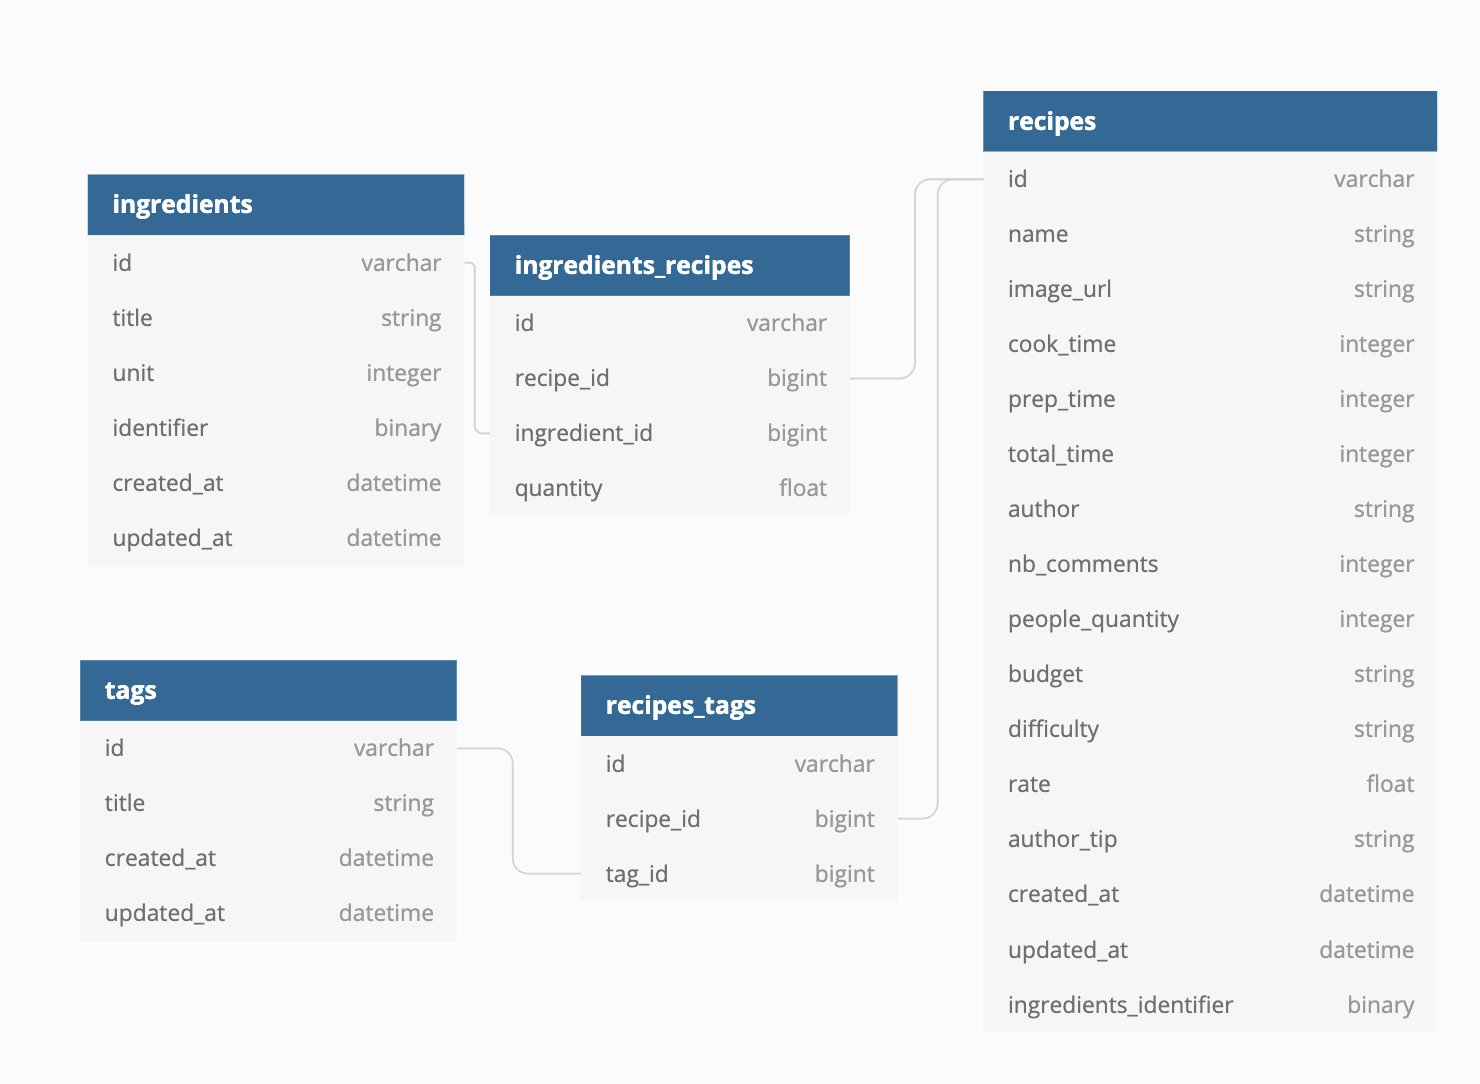 ingredients
id varchar
title string
unit integer
identifier binary
created_at datetime
updated_at datetime
ingredients_recipes
id varchar
recipe_id bigint
ingredient_id bigint
quantity float
tags
id varchar
title string
created_at datetime
updated_at datetime
recipes_tags
id varchar
recipe_id bigint
tag_id bigint
recipes
id varchar
name string
image_url string
cook_time integer
prep_time integer
total_time integer
author string
nb_comments integer
people_quantity integer
budget string
difficulty string
rate float
author_tip string
created_at datetime
updated_at datetime
ingredients_identifier binary